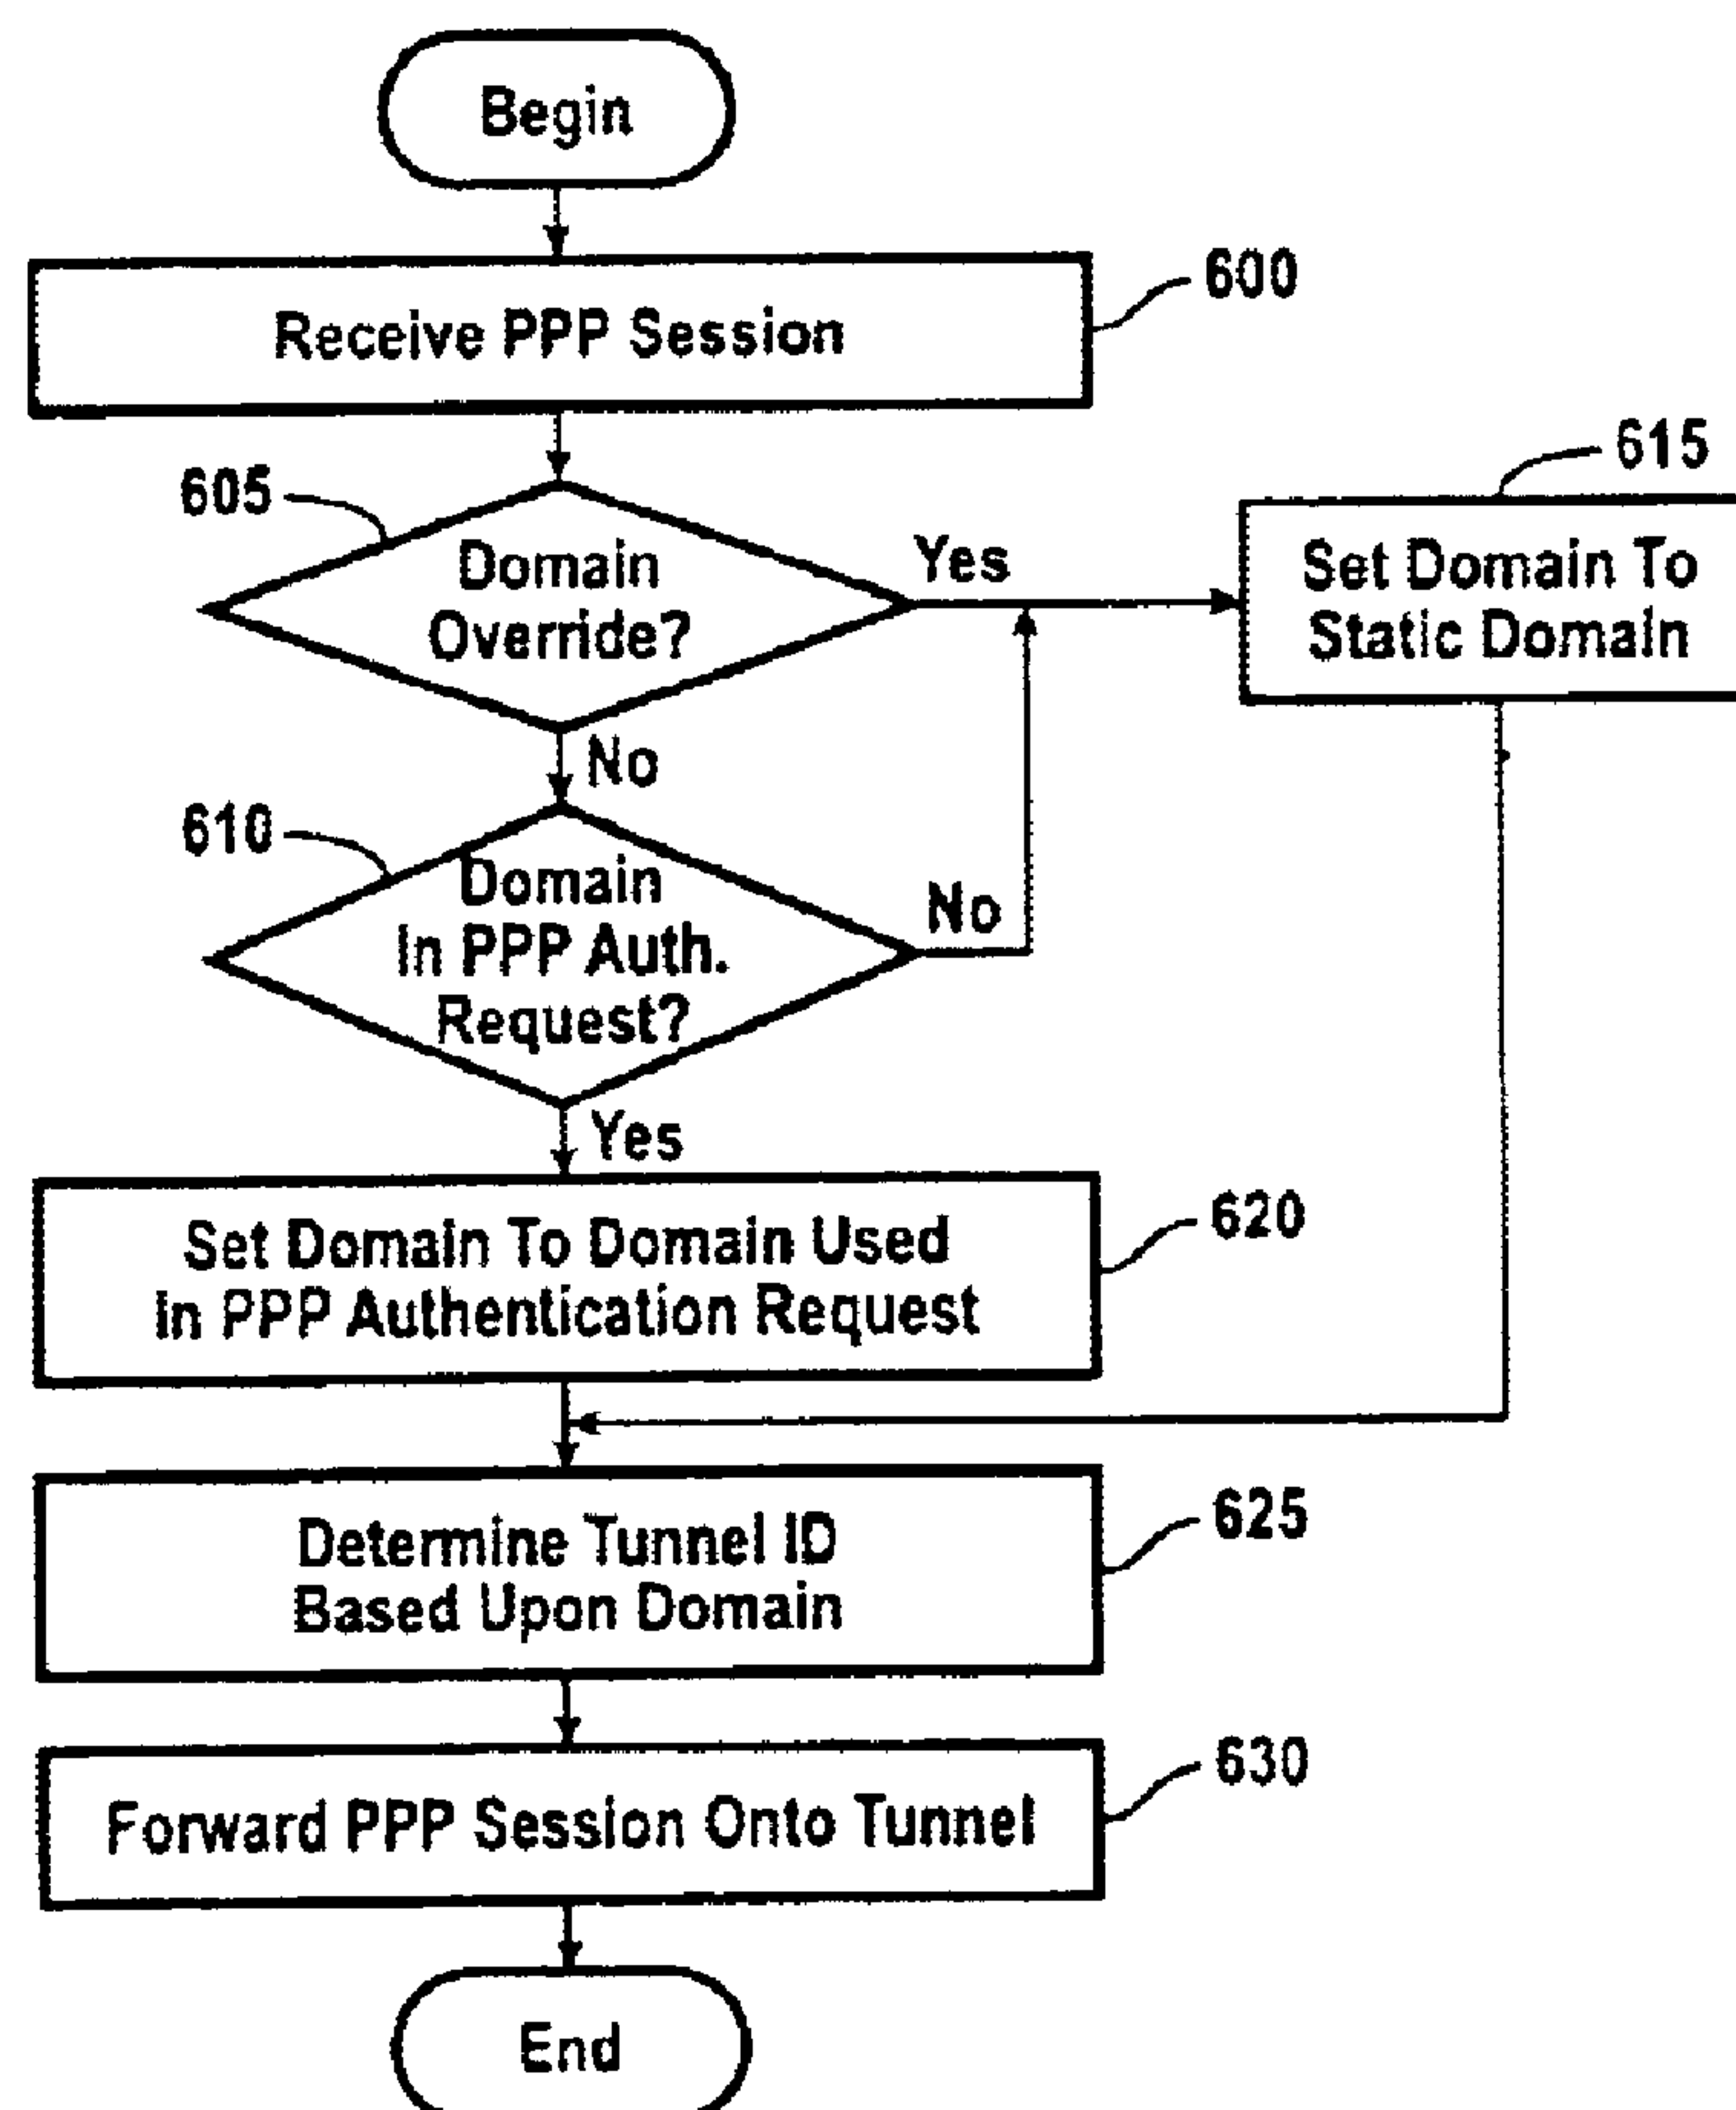 Begin
Receive PPP Session
600
605
Domain
Override?
Yes
615
Set Domain To
Static Domain
No
610
Domain
In PPP Auth.
Request?
No
Yes
Set Domain To Domain Used
in PPP Authentication Request
620
Determine Tunnel ID
Based Upon Domain
625
Forward PPP Session Onto Tunnel
630
End